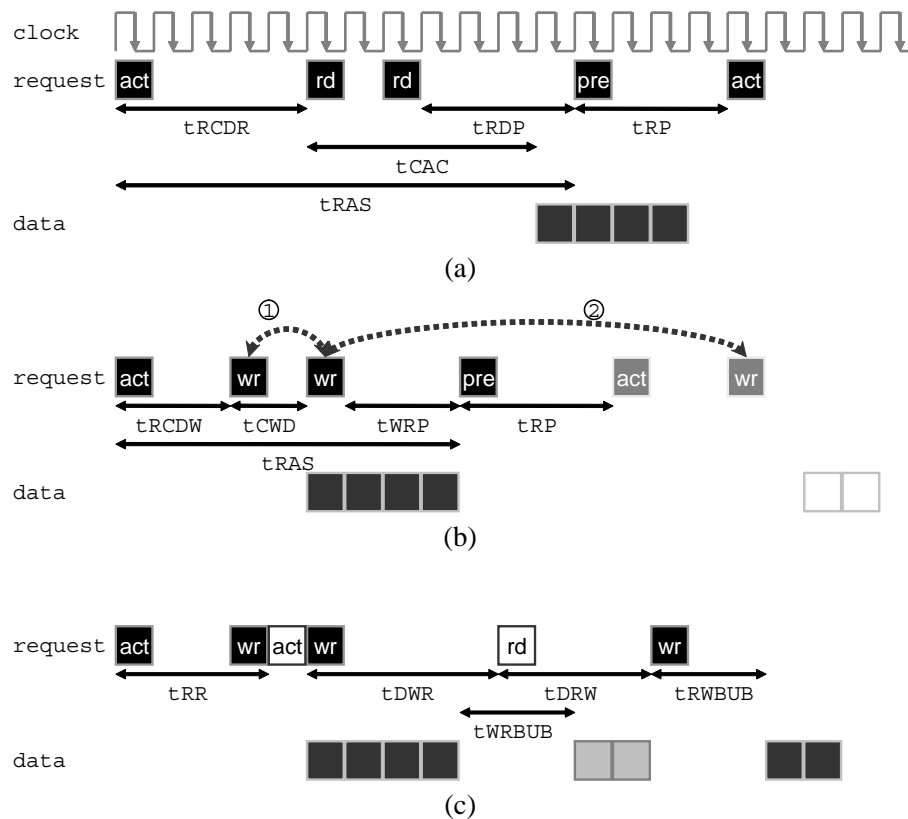 clock
request act rd rd pre act
tRCDR tRDP tRP
tCAC
tRAS
data
(a)
① ②
request act wr wr pre act wr
tRCDW tCWD tWRP tRP
tRAS
data
(b)
request act wr act wr rd wr
tRR tDWR tDRW tRWBUB
tWRBUB
data
(c)